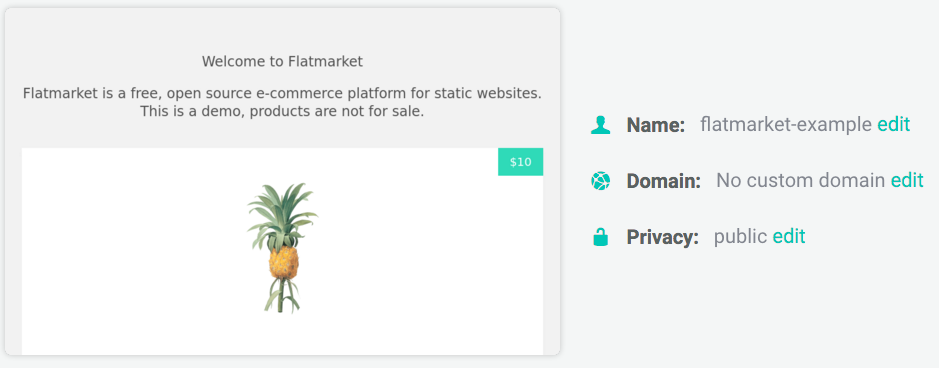 Welcome to Flatmarket
Flatmarket is a free, open source e-commerce platform for static websites.
This is a demo, products are not for sale.
$10
Name: flatmarket-example edit
Domain: No custom domain edit
Privacy: public edit